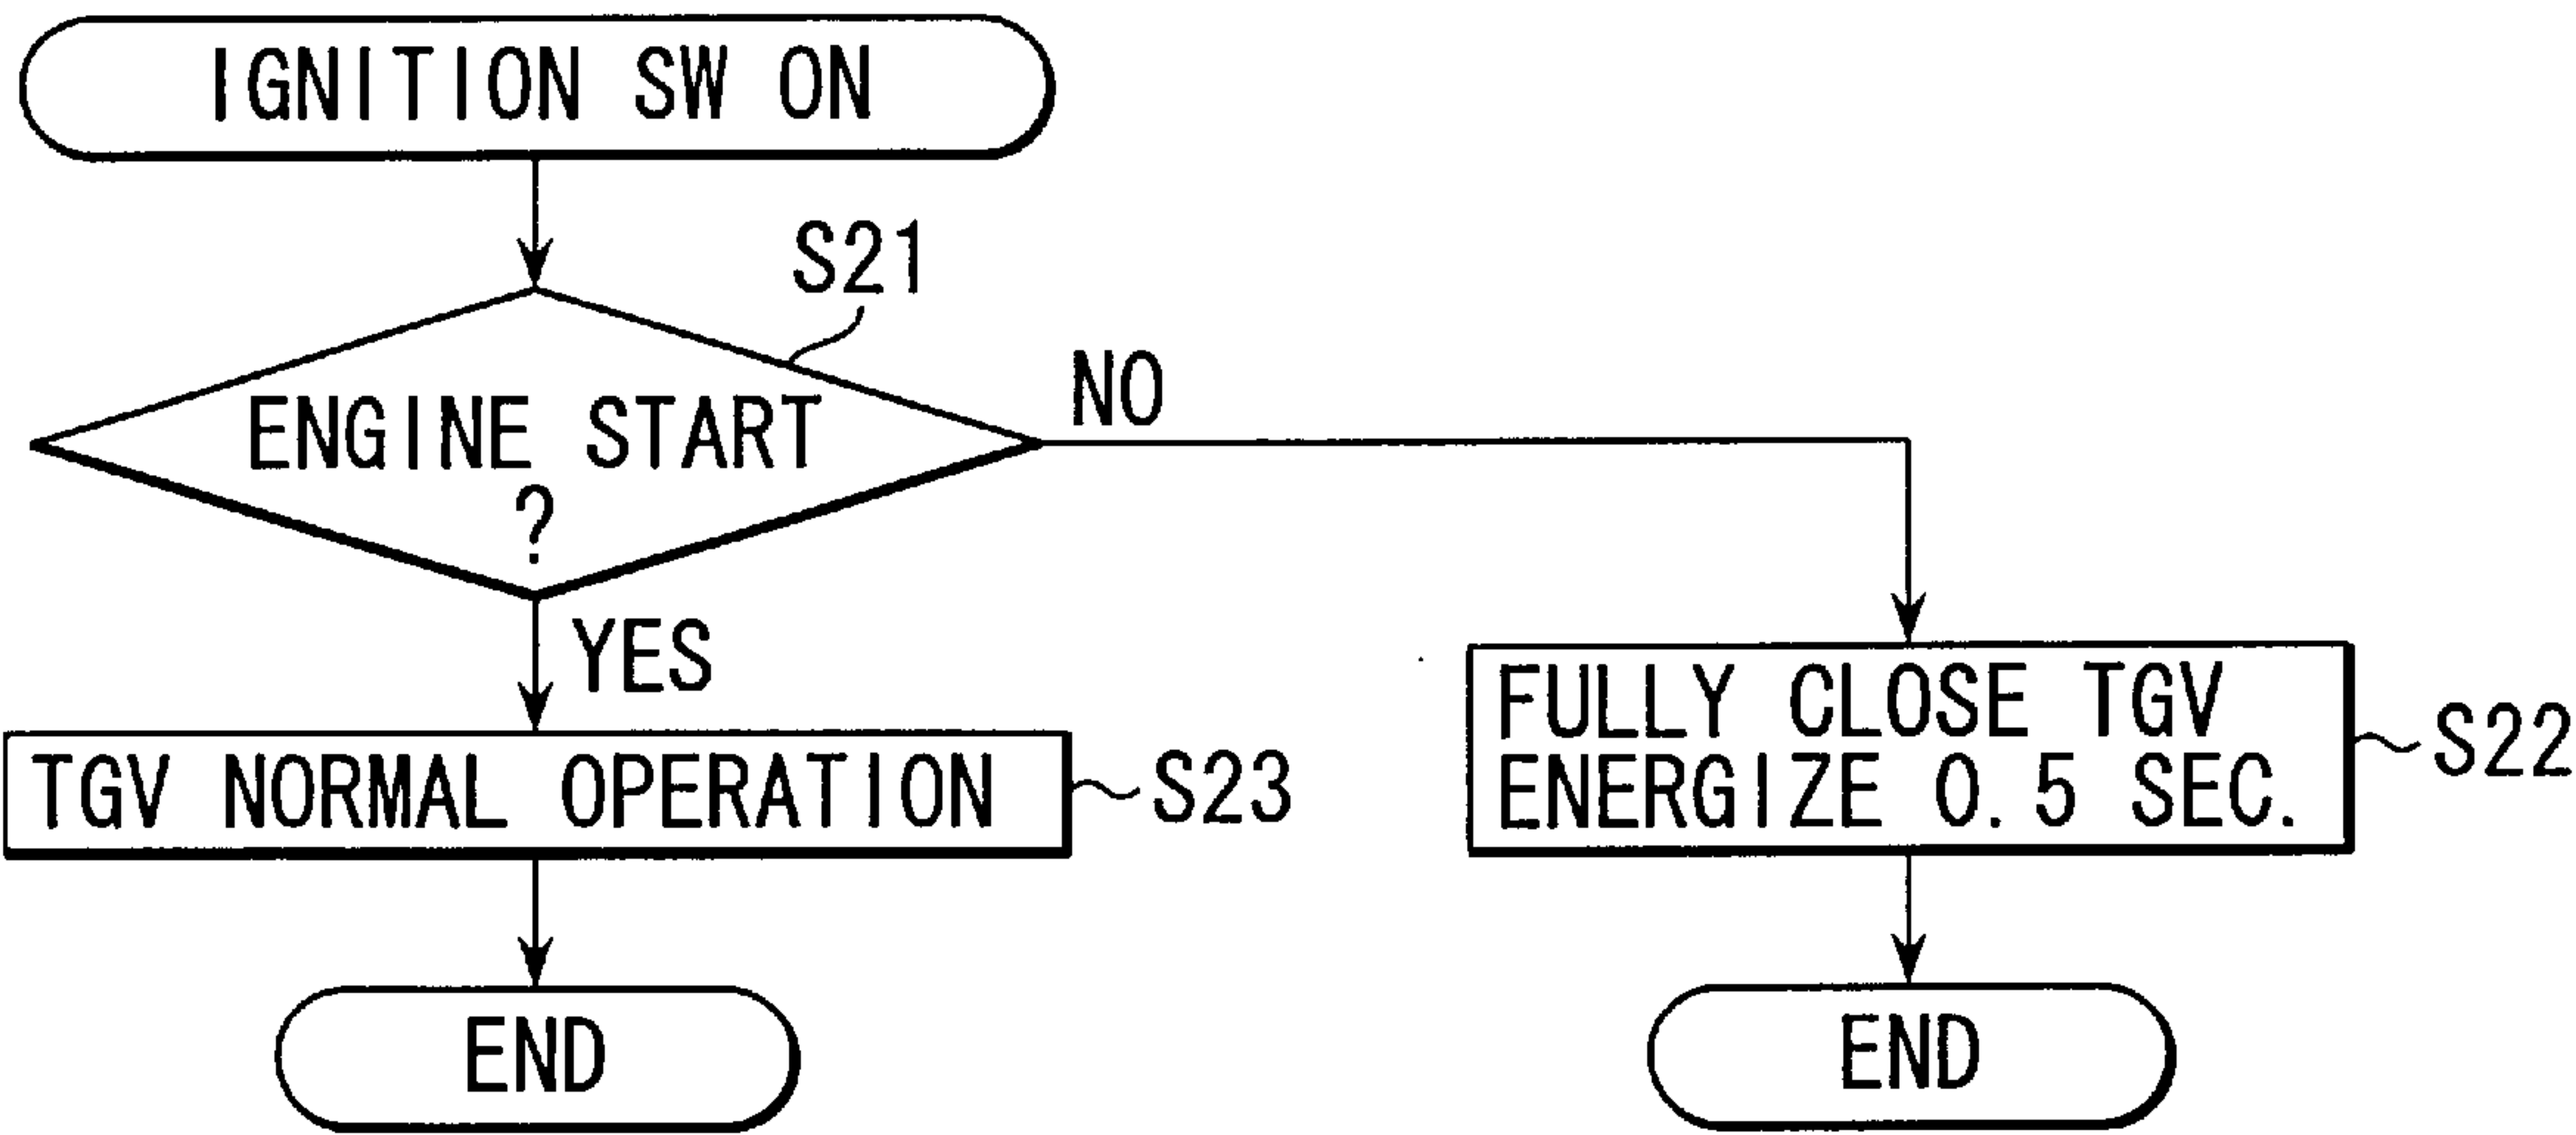 IGNITION SW ON
S21
ENGINE START
?
NO
YES
TGV NORMAL OPERATION
S23
FULLY CLOSE TGV
ENERGIZE 0.5 SEC.
S22
END
END